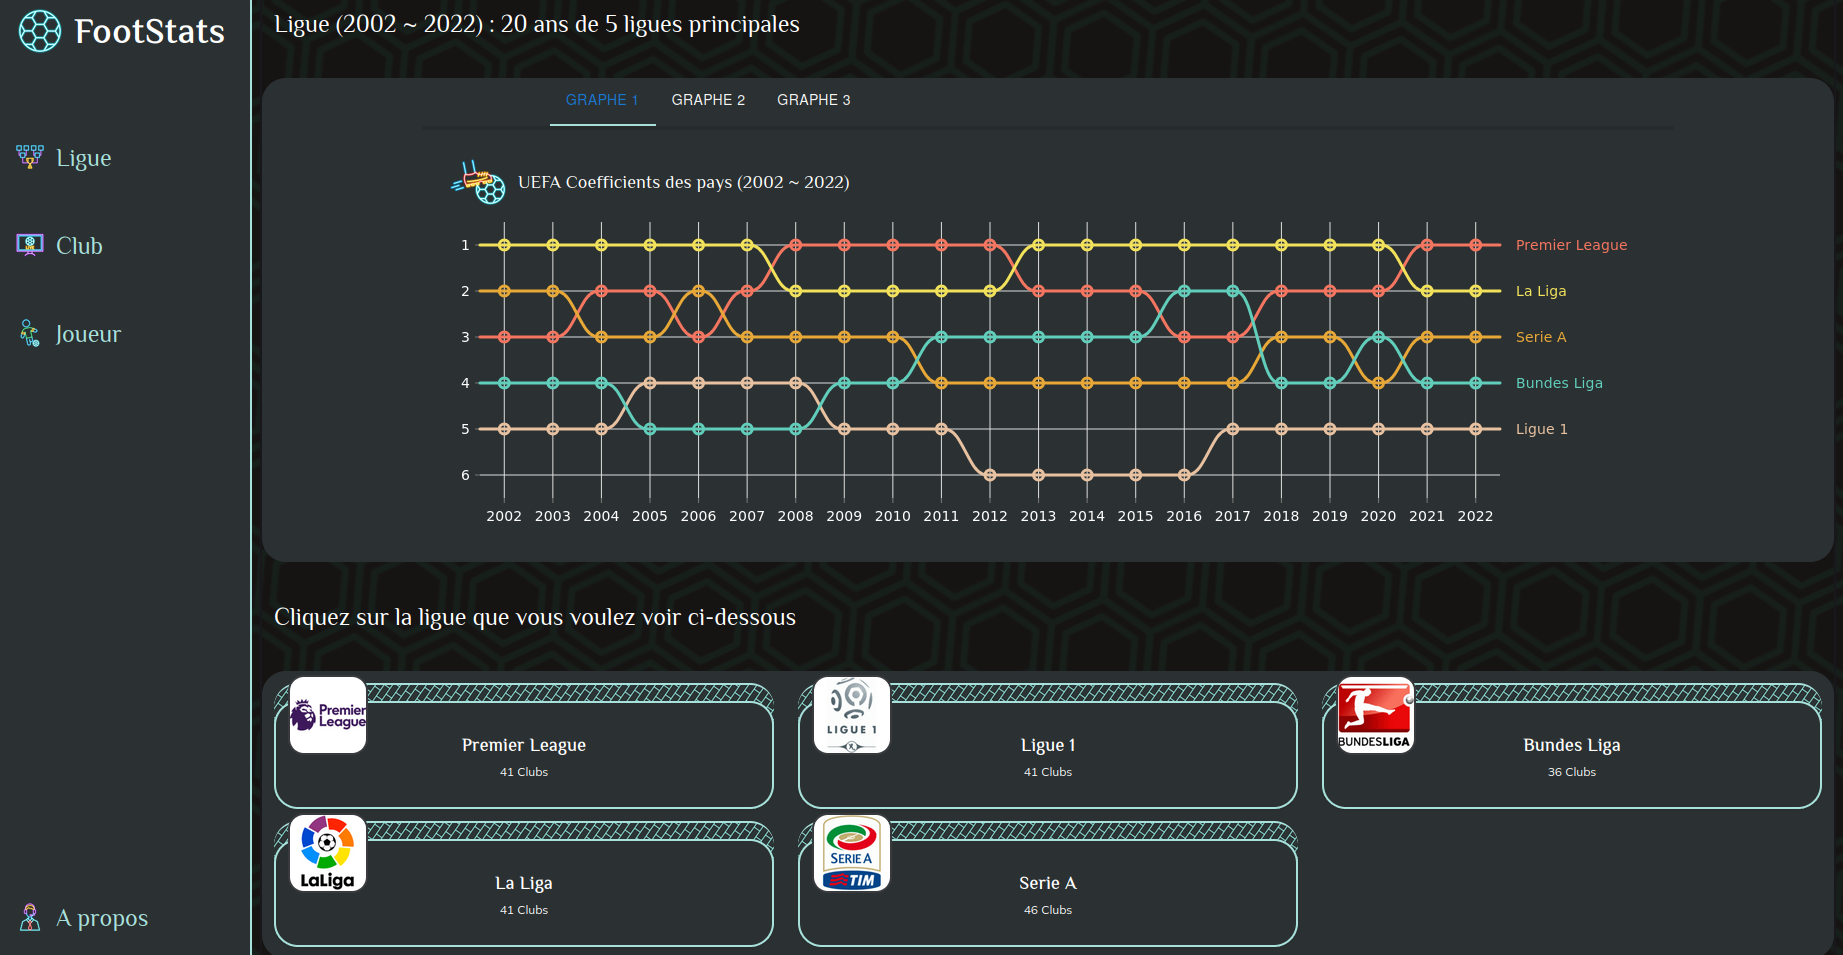 FootStats
Ligue
Club
Joueur
A propos
Ligue (2002 ~ 2022) : 20 ans de 5 ligues principales
GRAPHE 1 GRAPHE 2 GRAPHE 3
UEFA Coefficients des pays (2002 ~ 2022)
1 Premier League
2 La Liga
3 Serie A
4 Bundes Liga
5 Ligue 1
6
2002 2003 2004 2005 2006 2007 2008 2009 2010 2011 2012 2013 2014 2015 2016 2017 2018 2019 2020 2021 2022
Cliquez sur la ligue que vous voulez voir ci-dessous
Premier
League
Premier League
41 Clubs
LIGUE 1
Ligue 1
41 Clubs
BUNDESLIGA
Bundes Liga
36 Clubs
LaLiga
La Liga
41 Clubs
SERIE A
TIM
Serie A
46 Clubs